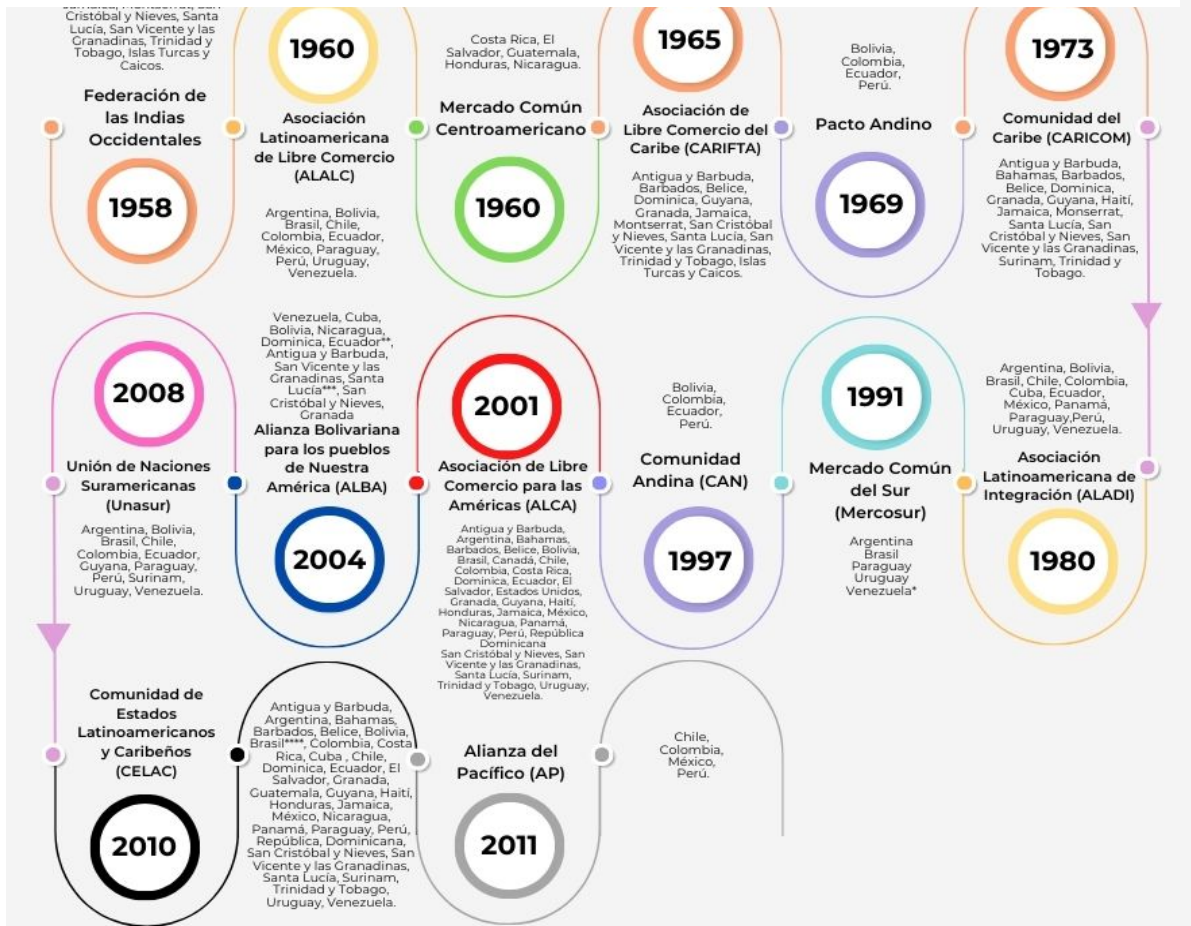 Jamaica, Montserrat, San
Cristóbal y Nieves, Santa
Lucía, San Vicente y las
Granadinas, Trinidad y
Tobago, Islas Turcas y
Caicos.
Federación de
las Indias
Occidentales
1958
1960
Asociación
Latinoamericana
de Libre Comercio
(ALALC)
Argentina, Bolivia,
Brasil, Chile,
Colombia, Ecuador,
México, Paraguay,
Perú, Uruguay,
Venezuela.
Costa Rica, El
Salvador, Guatemala,
Honduras, Nicaragua.
Mercado Común
Centroamericano
1960
1965
Asociación de
Libre Comercio del
Caribe (CARIFTA)
Antigua y Barbuda,
Barbados, Belice,
Dominica, Guyana,
Granada, Jamaica,
Montserrat, San Cristóbal
y Nieves, Santa Lucía, San
Vicente y las Granadinas,
Trinidad y Tobago, Islas
Turcas y Caicos.
Bolivia,
Colombia,
Ecuador,
Perú.
Pacto Andino
1969
1973
Comunidad del
Caribe (CARICOM)
Antigua y Barbuda,
Bahamas, Barbados,
Belice, Dominica,
Granada, Guyana, Haití,
Jamaica, Monserrat,
Santa Lucía, San
Cristóbal y Nieves, San
Vicente y las Granadinas,
Surinam, Trinidad y
Tobago.
Argentina, Bolivia,
Brasil, Chile, Colombia,
Cuba, Ecuador,
México, Panamá,
Paraguay,Perú,
Uruguay, Venezuela.
Asociación
Latinoamericana de
Integración (ALADI)
1980
1991
Mercado Común
del Sur
(Mercosur)
Argentina
Brasil
Paraguay
Uruguay
Venezuela*
Bolivia,
Colombia,
Ecuador,
Perú.
Comunidad
Andina (CAN)
1997
2001
Asociación de Libre
Comercio para las
Américas (ALCA)
Antigua y Barbuda,
Argentina, Bahamas,
Barbados, Belice, Bolivia,
Brasil, Canadá, Chile,
Colombia, Costa Rica,
Dominica, Ecuador, El
Salvador, Estados Unidos,
Granada, Guyana, Haití,
Honduras, Jamaica, México,
Nicaragua, Panamá,
Paraguay, Perú, República
Dominicana
San Cristóbal y Nieves, San
Vicente y las Granadinas,
Santa Lucía, Surinam,
Trinidad y Tobago, Uruguay,
Venezuela.
Venezuela, Cuba,
Bolivia, Nicaragua,
Dominica, Ecuador**,
Antigua y Barbuda,
San Vicente y las
Granadinas, Santa
Lucía***, San
Cristóbal y Nieves,
Granada
Alianza Bolivariana
para los pueblos
de Nuestra
América (ALBA)
2004
2008
Unión de Naciones
Suramericanas
(Unasur)
Argentina, Bolivia,
Brasil, Chile,
Colombia, Ecuador,
Guyana, Paraguay,
Perú, Surinam,
Uruguay, Venezuela.
Comunidad de
Estados
Latinoamericanos
y Caribeños
(CELAC)
2010
Antigua y Barbuda,
Argentina, Bahamas,
Barbados, Belice, Bolivia,
Brasil****, Colombia, Costa
Rica, Cuba , Chile,
Dominica, Ecuador, El
Salvador, Granada,
Guatemala, Guyana, Haití,
Honduras, Jamaica,
México, Nicaragua,
Panamá, Paraguay, Perú,
República, Dominicana,
San Cristóbal y Nieves, San
Vicente y las Granadinas,
Santa Lucía, Surinam,
Trinidad y Tobago,
Uruguay, Venezuela.
Alianza del
Pacífico (AP)
2011
Chile,
Colombia,
México,
Perú.